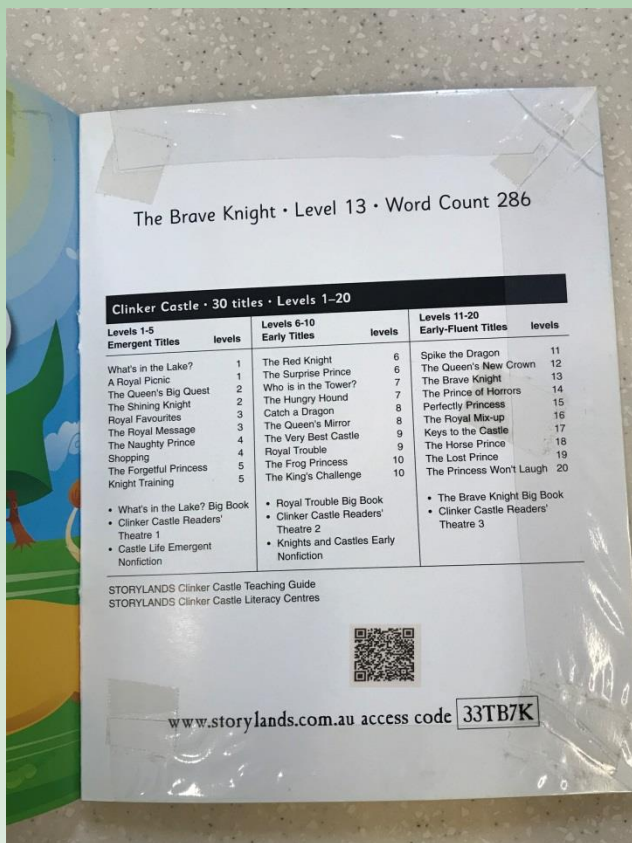 The Brave Knight • Level 13 • Word Count 286
Clinker Castle • 30 titles • Levels 1–20
Levels 1-5
Emergent Titles levels
What's in the Lake? 1
A Royal Picnic 1
The Queen's Big Quest 2
The Shining Knight 2
Royal Favourites 3
The Royal Message 3
The Naughty Prince 4
Shopping 4
The Forgetful Princess 5
Knight Training 5
• What's in the Lake? Big Book
• Clinker Castle Readers'
Theatre 1
• Castle Life Emergent
Nonfiction
Levels 6-10
Early Titles levels
The Red Knight 6
The Surprise Prince 6
Who is in the Tower? 7
The Hungry Hound 7
Catch a Dragon 8
The Queen's Mirror 8
The Very Best Castle 9
Royal Trouble 9
The Frog Princess 10
The King's Challenge 10
• Royal Trouble Big Book
• Clinker Castle Readers'
Theatre 2
• Knights and Castles Early
Nonfiction
Levels 11-20
Early-Fluent Titles levels
Spike the Dragon 11
The Queen's New Crown 12
The Brave Knight 13
The Prince of Horrors 14
Perfectly Princess 15
The Royal Mix-up 16
Keys to the Castle 17
The Horse Prince 18
The Lost Prince 19
The Princess Won't Laugh 20
• The Brave Knight Big Book
• Clinker Castle Readers'
Theatre 3
STORYLANDS Clinker Castle Teaching Guide
STORYLANDS Clinker Castle Literacy Centres
www.storylands.com.au access code 33TB7K